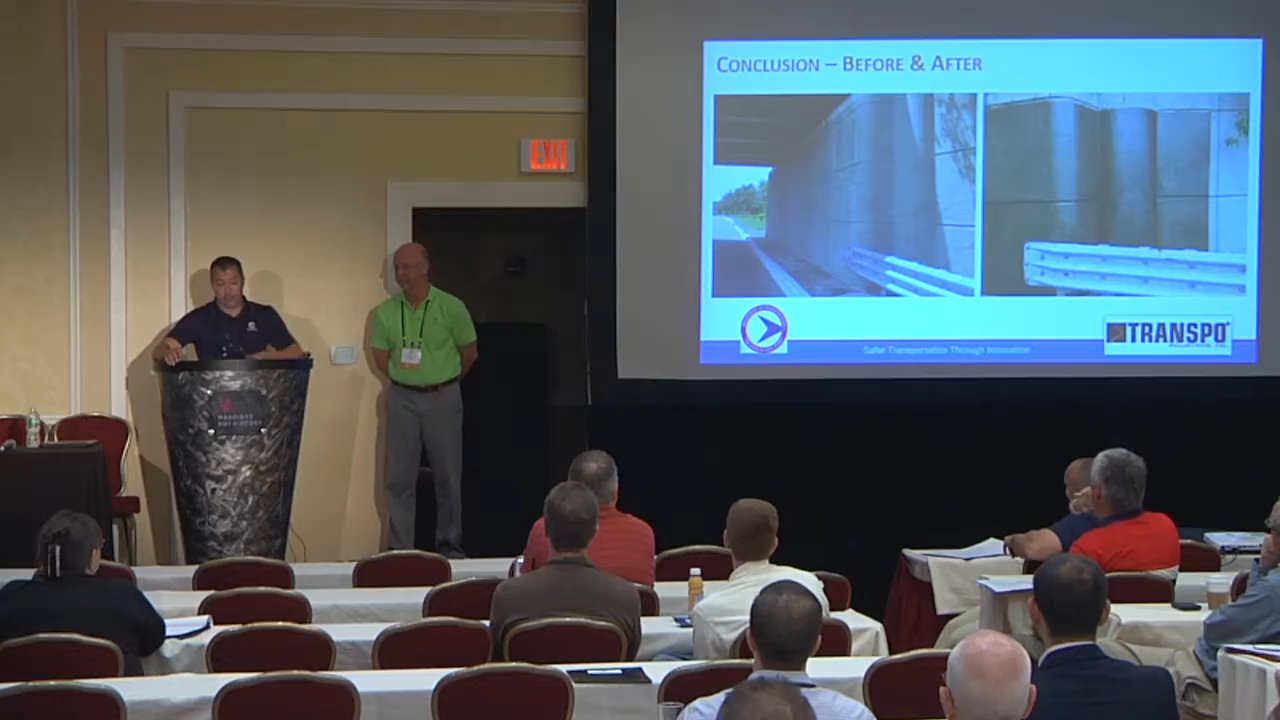 EXIT
CONCLUSION – BEFORE & AFTER
Safer Transportation Through Innovation
TRANSPO